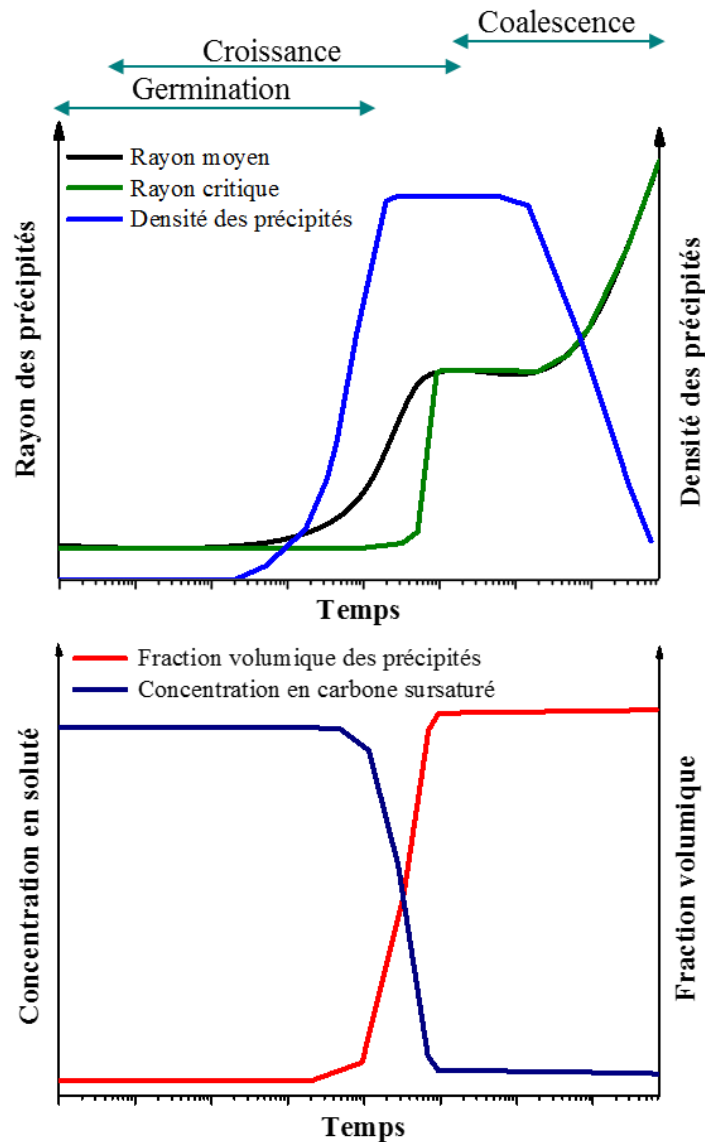 Coalescence
Croissance
Germination
Rayon moyen
Rayon critique
Densité des précipités
Rayon des précipités
Densité des précipités
Temps
Fraction volumique des précipités
Concentration en carbone sursaturé
Concentration en soluté
Fraction volumique
Temps